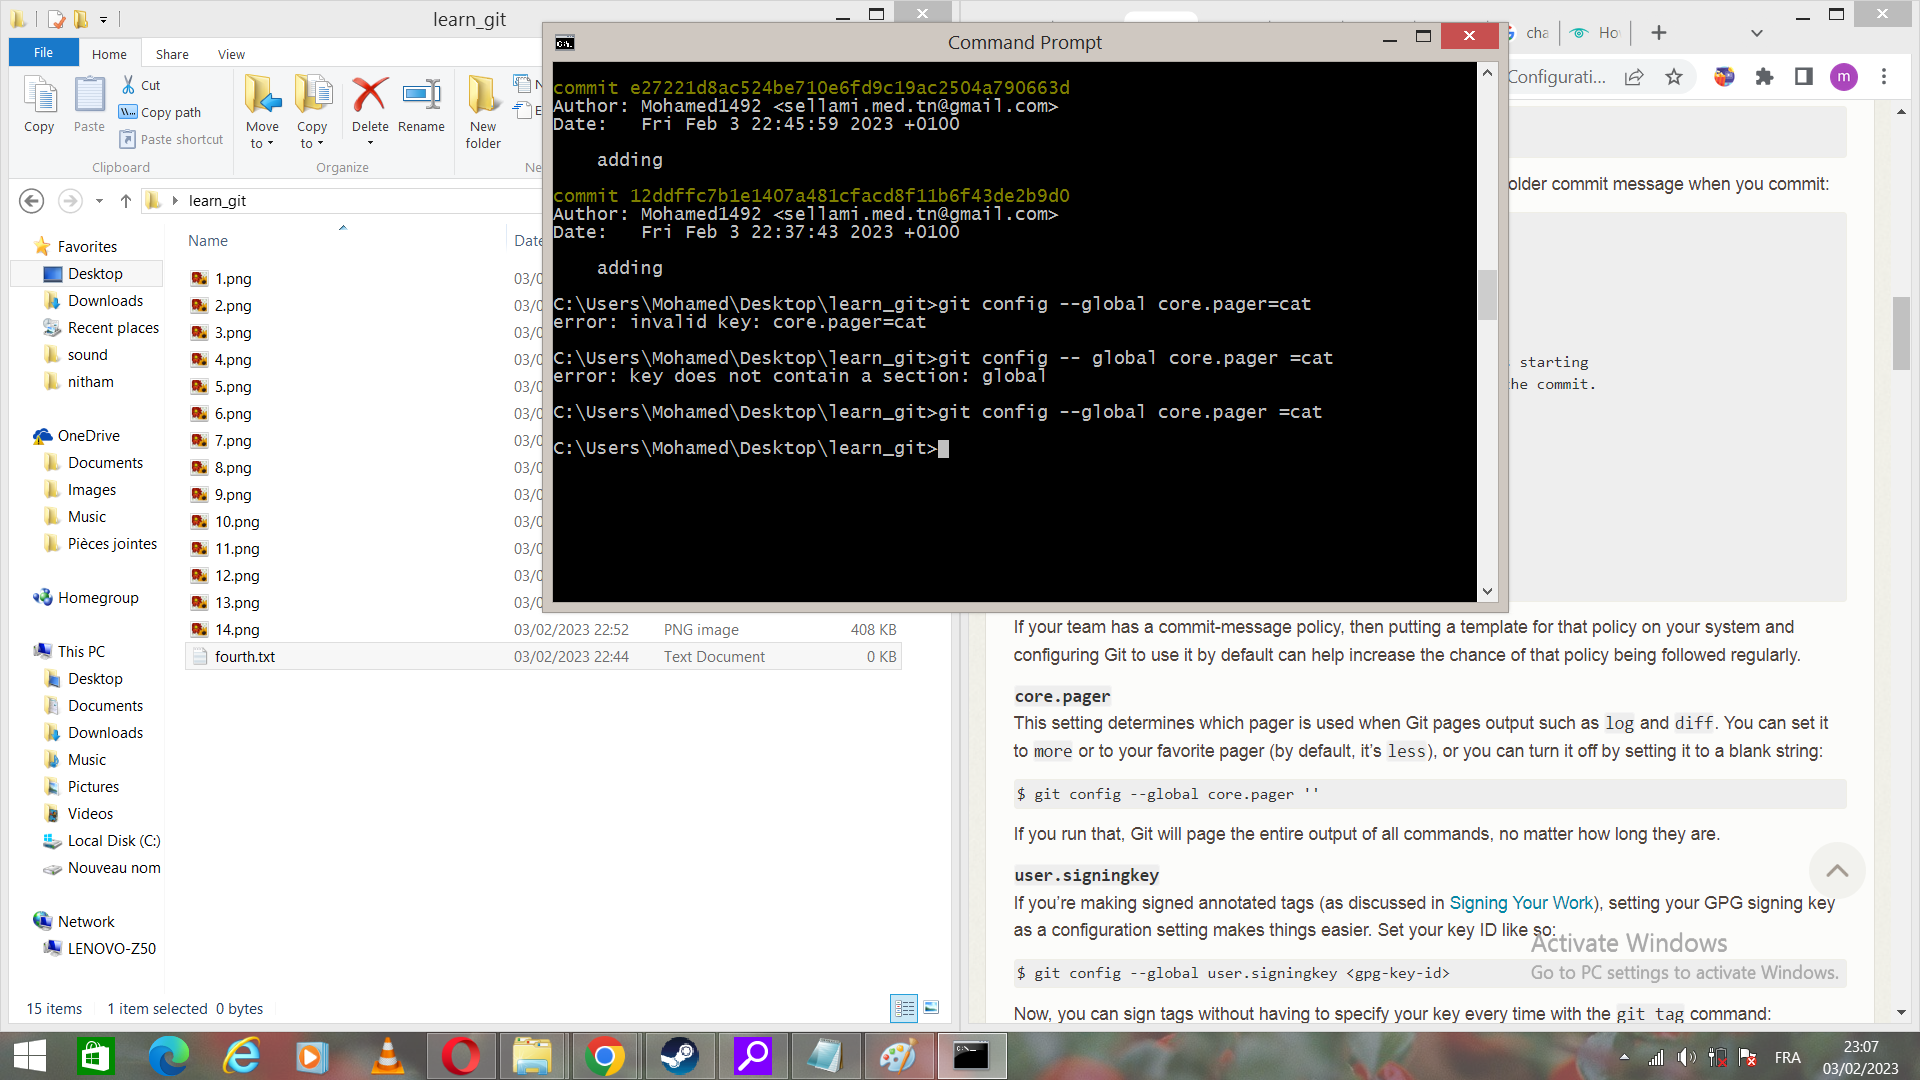 learn_git
File
Home
Share
View
Copy
Paste
Cut
Copy path
Paste shortcut
Clipboard
Move to
Copy to
Delete
Rename
Organize
New folder
Ne
learn_git
Name
Date
Favorites
Desktop
Downloads
Recent places
sound
nitham
OneDrive
Documents
Images
Music
Pièces jointes
Homegroup
This PC
Desktop
Documents
Downloads
Music
Pictures
Videos
Local Disk (C:)
Nouveau nom
Network
LENOVO-Z50
1.png 03/0
2.png 03/0
3.png 03/0
4.png 03/0
5.png 03/0
6.png 03/0
7.png 03/0
8.png 03/0
9.png 03/0
10.png 03/0
11.png 03/0
12.png 03/0
13.png 03/0
14.png 03/02/2023 22:52 PNG image 408 KB
fourth.txt 03/02/2023 22:44 Text Document 0 KB
15 items 1 item selected 0 bytes
Command Prompt
commit e27221d8ac524be710e6fd9c19ac2504a790663d
Author: Mohamed1492 <sellami.med.tn@gmail.com>
Date:   Fri Feb 3 22:45:59 2023 +0100
adding
commit 12ddffc7b1e1407a481cfacd8f11b6f43de2b9d0
Author: Mohamed1492 <sellami.med.tn@gmail.com>
Date:   Fri Feb 3 22:37:43 2023 +0100
adding
C:\Users\Mohamed\Desktop\learn_git>git config --global core.pager=cat
error: invalid key: core.pager=cat
C:\Users\Mohamed\Desktop\learn_git>git config -- global core.pager =cat
error: key does not contain a section: global
C:\Users\Mohamed\Desktop\learn_git>git config --global core.pager =cat
C:\Users\Mohamed\Desktop\learn_git>
cha
Ho
Configurati...
m
older commit message when you commit:
starting
he commit.
If your team has a commit-message policy, then putting a template for that policy on your system and
configuring Git to use it by default can help increase the chance of that policy being followed regularly.
core.pager
This setting determines which pager is used when Git pages output such as log and diff. You can set it
to more or to your favorite pager (by default, it's less), or you can turn it off by setting it to a blank string:
$ git config --global core.pager ''
If you run that, Git will page the entire output of all commands, no matter how long they are.
user.signingkey
If you're making signed annotated tags (as discussed in Signing Your Work), setting your GPG signing key
as a configuration setting makes things easier. Set your key ID like so:
$ git config --global user.signingkey <gpg-key-id>
Now, you can sign tags without having to specify your key every time with the git tag command:
Activate Windows
Go to PC settings to activate Windows.
FRA
23:07
03/02/2023